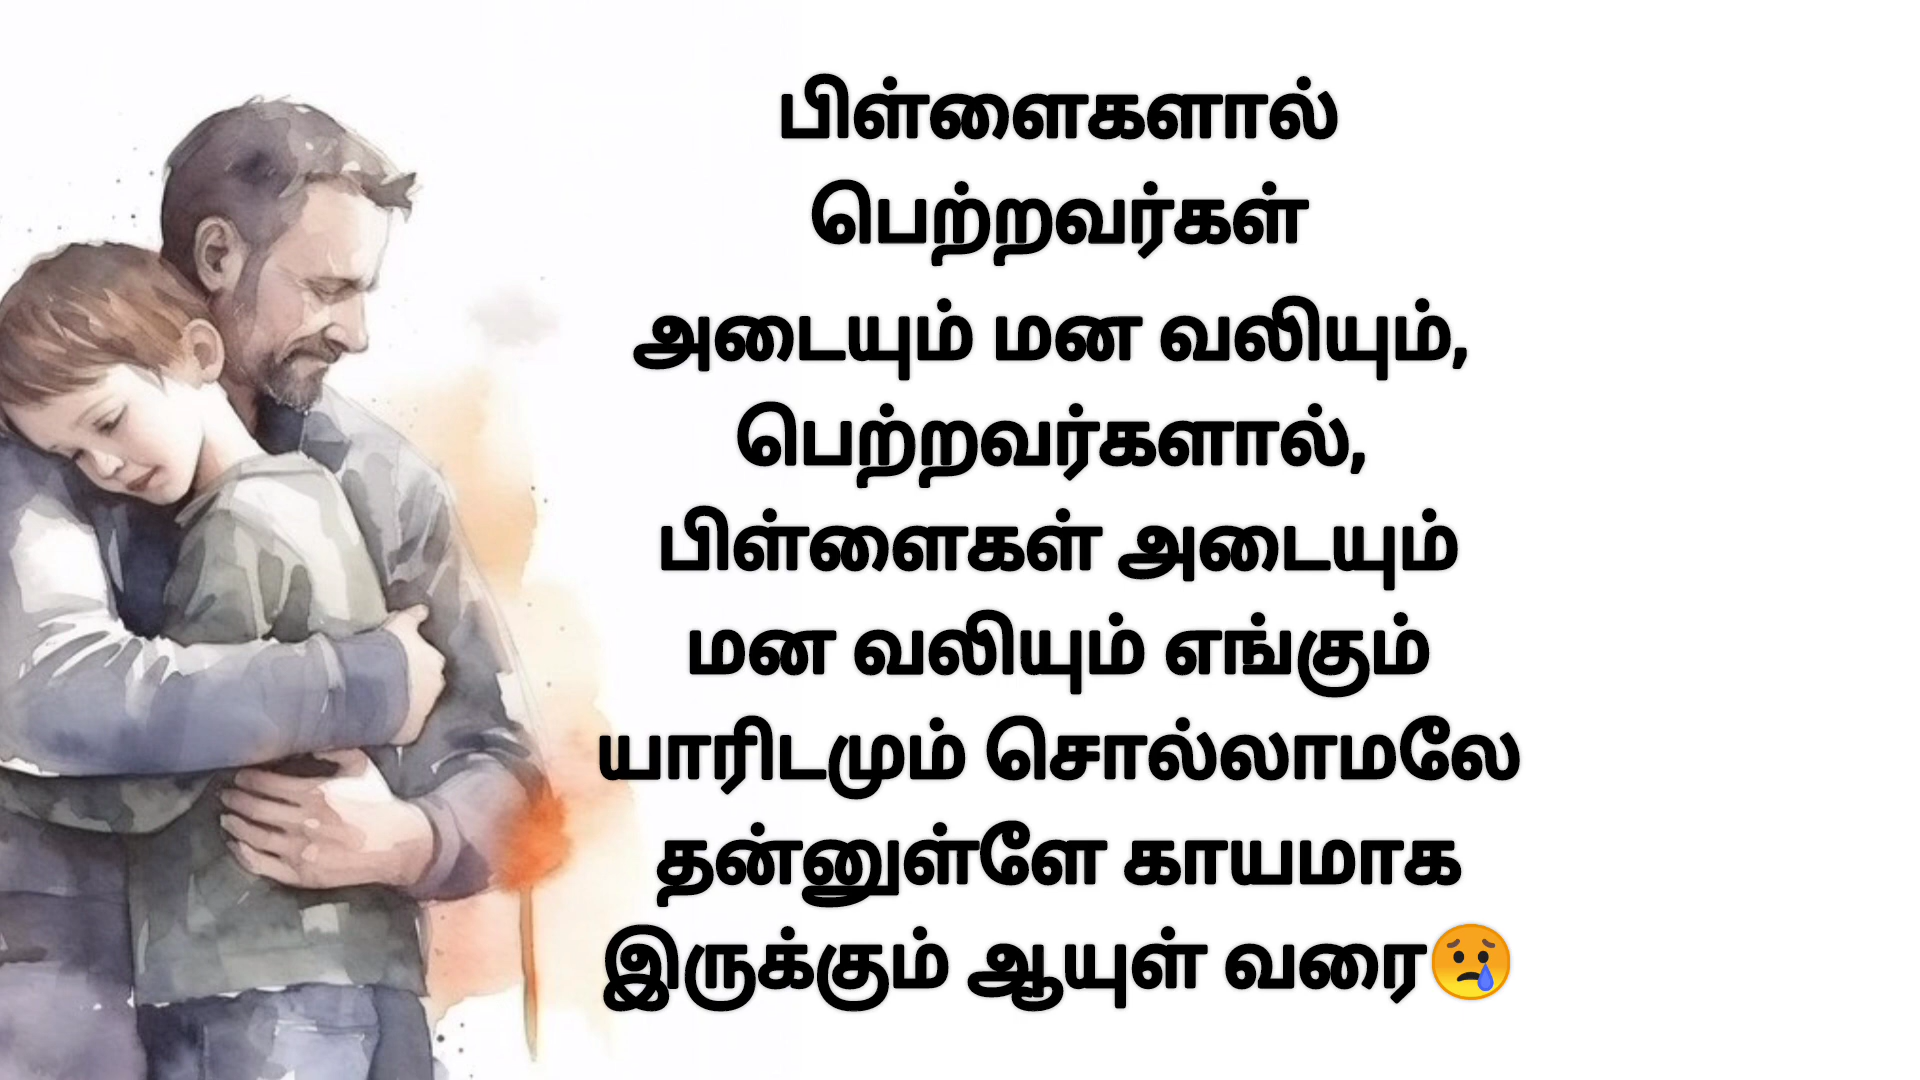 பிள்ளைகளால்
பெற்றவர்கள்
அடையும் மன வலியும்,
பெற்றவர்களால்,
பிள்ளைகள் அடையும்
மன வலியும் எங்கும்
யாரிடமும் சொல்லாமலே
தன்னுள்ளே காயமாக
இருக்கும் ஆயுள் வரை😢